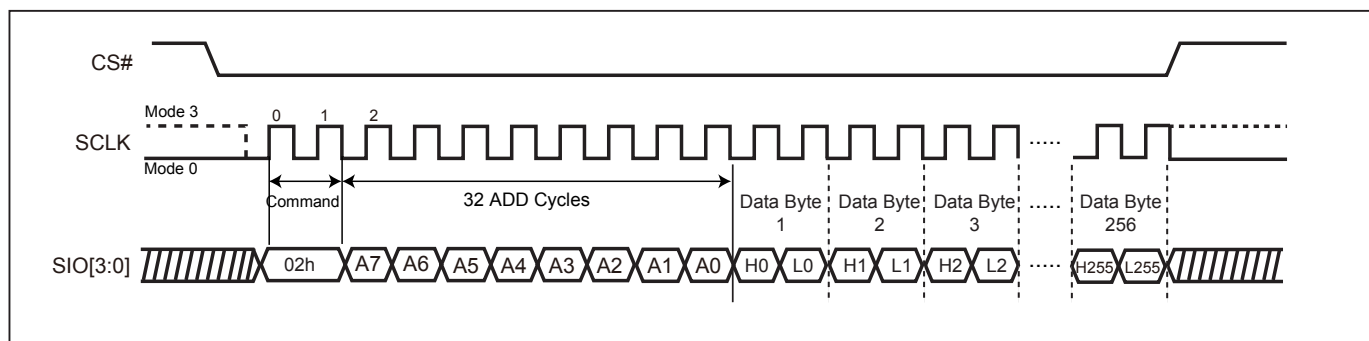 CS#
Mode 3
0 1 2
SCLK
.....
Mode 0
Command
32 ADD Cycles
Data Byte 1
Data Byte 2
Data Byte 3
.....
Data Byte 256
SIO[3:0]
02h A7 A6 A5 A4 A3 A2 A1 A0 H0 L0 H1 L1 H2 L2 ..... H255 L255